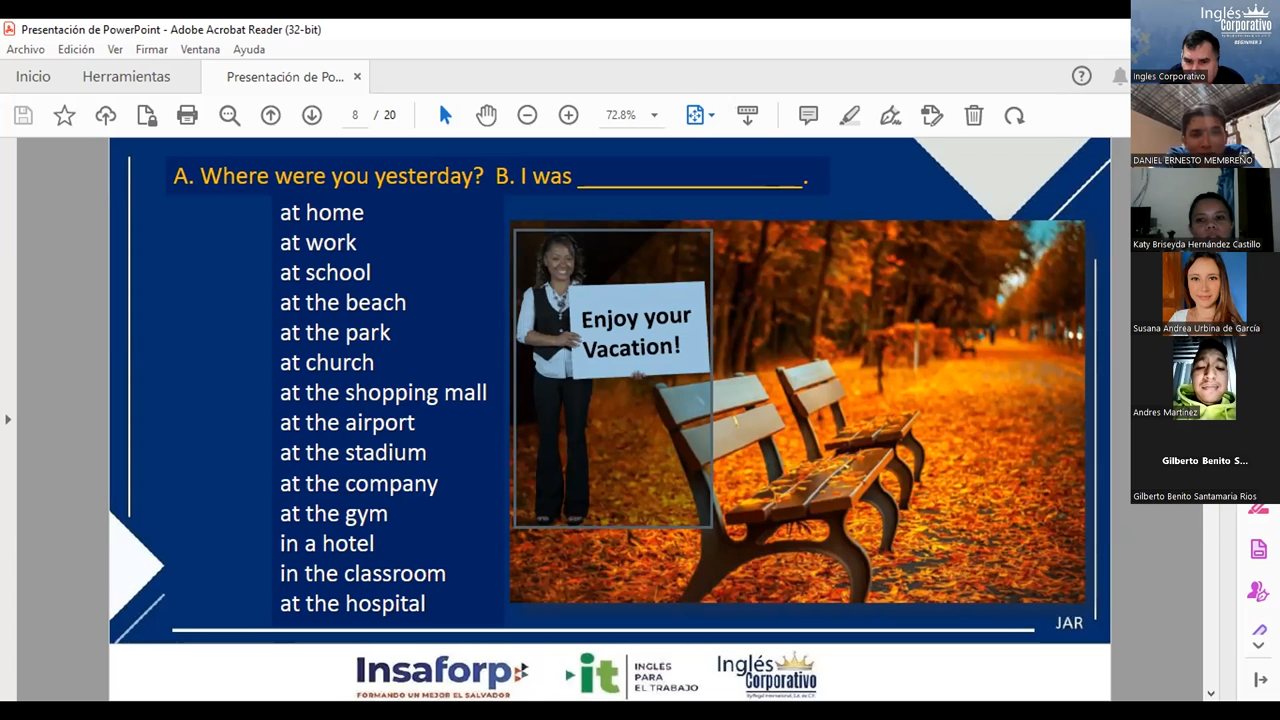 Presentación de PowerPoint - Adobe Acrobat Reader (32-bit)
Archivo Edición Ver Firmar Ventana Ayuda
Inicio Herramientas Presentación de Po... ×
8 / 20 72.8%
A. Where were you yesterday? B. I was ________________.
at home
at work
at school
at the beach
at the park
at church
at the shopping mall
at the airport
at the stadium
at the company
at the gym
in a hotel
in the classroom
at the hospital
Enjoy your
Vacation!
JAR
Insaforp
FORMANDO UN MEJOR EL SALVADOR
it INGLÉS
PARA
EL TRABAJO
Inglés
Corporativo
Inglés
Corporativo
BEGINNER 2
Ingles Corporativo
DANIEL ERNESTO MEMBREÑO
Katy Briseyda Hernández Castillo
Susana Andrea Urbina de García
Andres Martinez
Gilberto Benito S...
Gilberto Benito Santamaria Rios